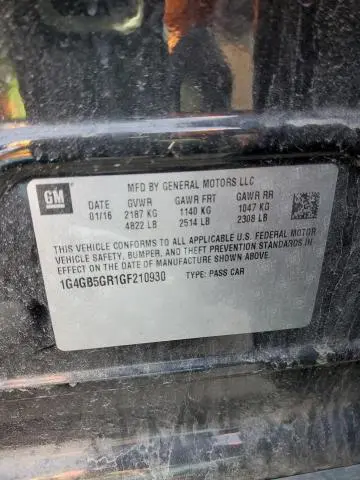 GM
MFD BY GENERAL MOTORS LLC
DATE GVWR GAWR FRT GAWR RR
01/16 2187 KG 1140 KG 1047 KG
4822 LB 2514 LB 2308 LB
THIS VEHICLE CONFORMS TO ALL APPLICABLE U.S. FEDERAL MOTOR
VEHICLE SAFETY, BUMPER, AND THEFT PREVENTION STANDARDS IN
EFFECT ON THE DATE OF MANUFACTURE SHOWN ABOVE.
1G4GB5GR1GF210930 TYPE: PASS CAR